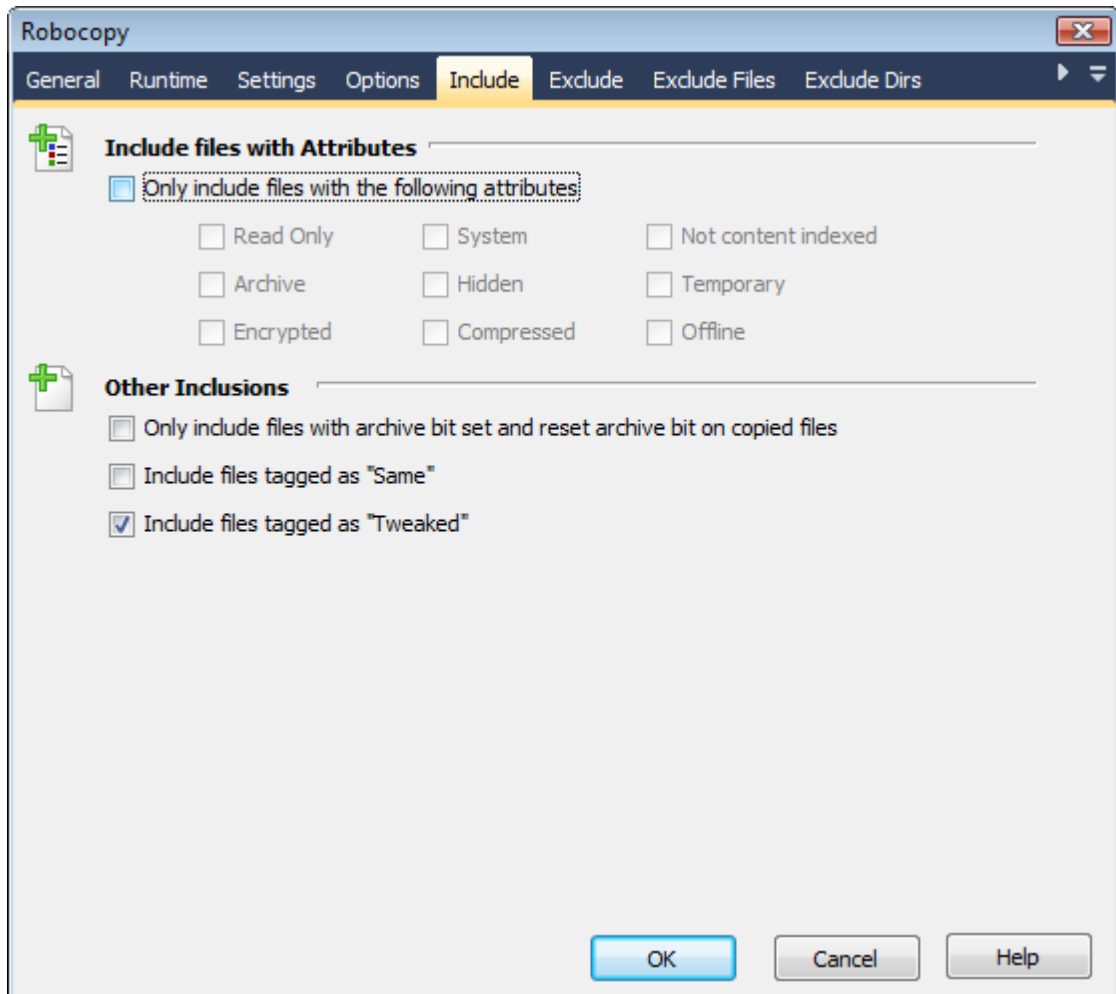 Robocopy
General Runtime Settings Options Include Exclude Exclude Files Exclude Dirs
Include files with Attributes
Only include files with the following attributes
Read Only System Not content indexed
Archive Hidden Temporary
Encrypted Compressed Offline
Other Inclusions
Only include files with archive bit set and reset archive bit on copied files
Include files tagged as "Same"
Include files tagged as "Tweaked"
OK Cancel Help